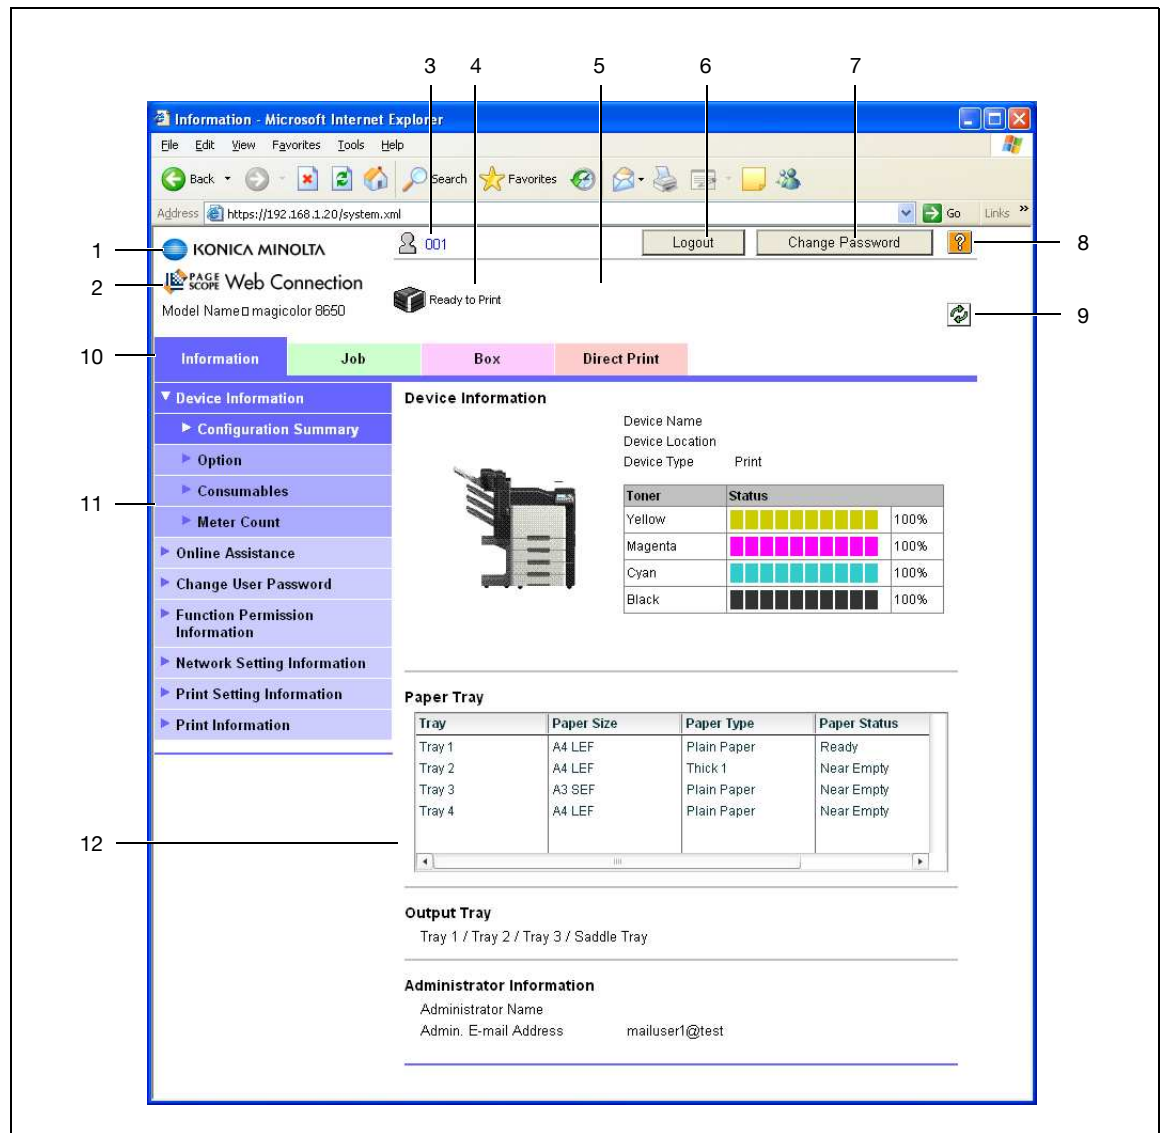 3 4 5 6 7
Information - Microsoft Internet Explorer
File Edit View Favorites Tools Help
Back Search Favorites
Address https://192.168.1.20/system.xml Go Links »
1 KONICA MINOLTA 001 Logout Change Password ? 8
2 PAGE SCOPE Web Connection
Ready to Print
Model Name□ magicolor 8650 9
10 Information Job Box Direct Print
Device Information
Configuration Summary
Option
Consumables
11
Meter Count
Online Assistance
Change User Password
Function Permission
Information
Network Setting Information
Print Setting Information
Print Information
Device Information
Device Name
Device Location
Device Type Print
Toner Status
Yellow 100%
Magenta 100%
Cyan 100%
Black 100%
Paper Tray
Tray Paper Size Paper Type Paper Status
Tray 1 A4 LEF Plain Paper Ready
Tray 2 A4 LEF Thick 1 Near Empty
Tray 3 A3 SEF Plain Paper Near Empty
Tray 4 A4 LEF Plain Paper Near Empty
12
Output Tray
Tray 1 / Tray 2 / Tray 3 / Saddle Tray
Administrator Information
Administrator Name
Admin. E-mail Address mailuser1@test